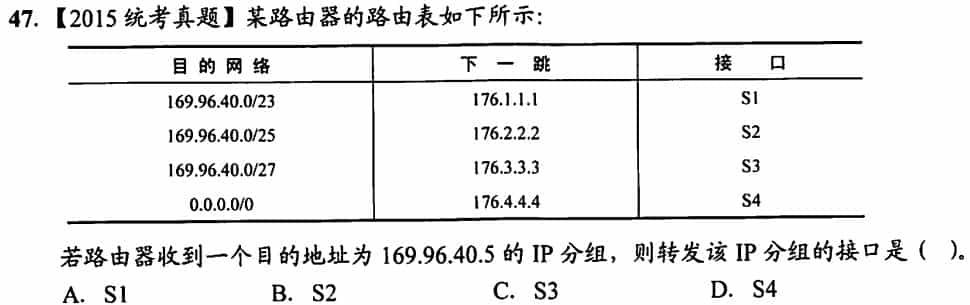 47.【2015 统考真题】某路由器的路由表如下所示：
目 的 网 络 下 一 跳 接 口
169.96.40.0/23 176.1.1.1 S1
169.96.40.0/25 176.2.2.2 S2
169.96.40.0/27 176.3.3.3 S3
0.0.0.0/0 176.4.4.4 S4
若路由器收到一个目的地址为 169.96.40.5 的 IP 分组，则转发该 IP 分组的接口是（ ）。
A. S1 B. S2 C. S3 D. S4